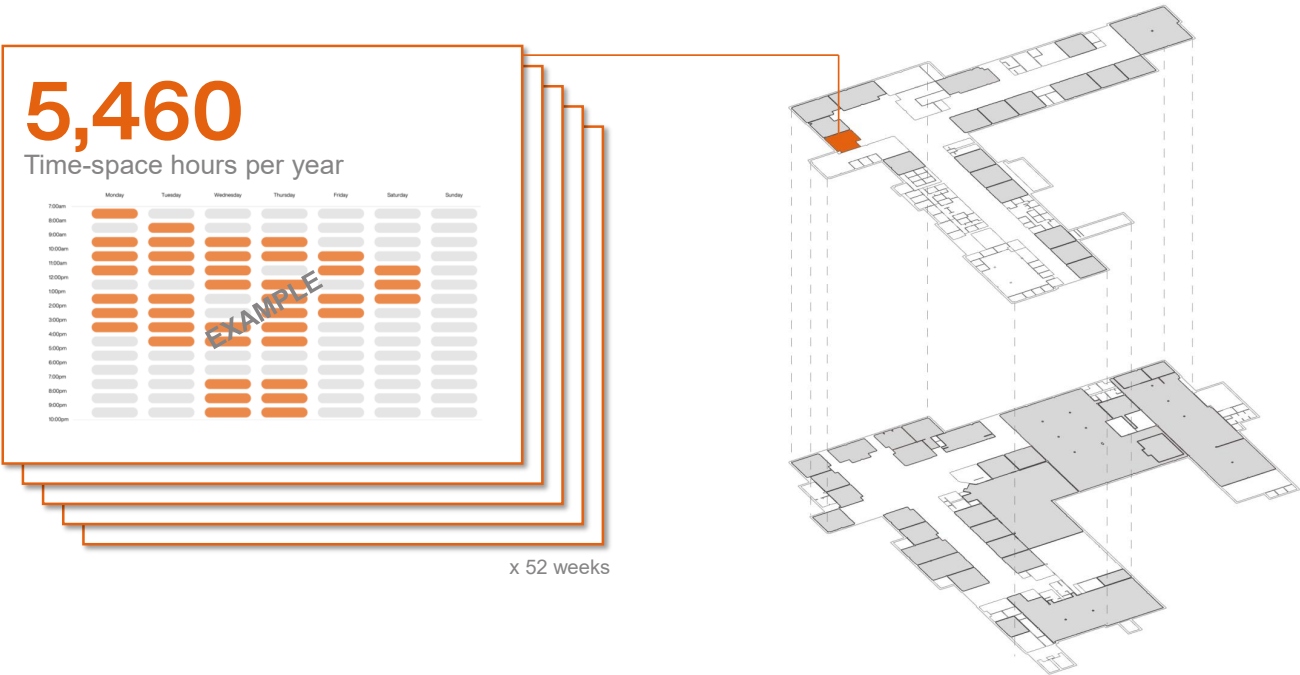 5,460
Time-space hours per year
Monday Tuesday Wednesday Thursday Friday Saturday Sunday
7:00am
8:00am
9:00am
10:00am
11:00am
12:00pm
1:00pm
2:00pm
3:00pm
4:00pm
5:00pm
6:00pm
7:00pm
8:00pm
9:00pm
10:00pm
EXAMPLE
x 52 weeks